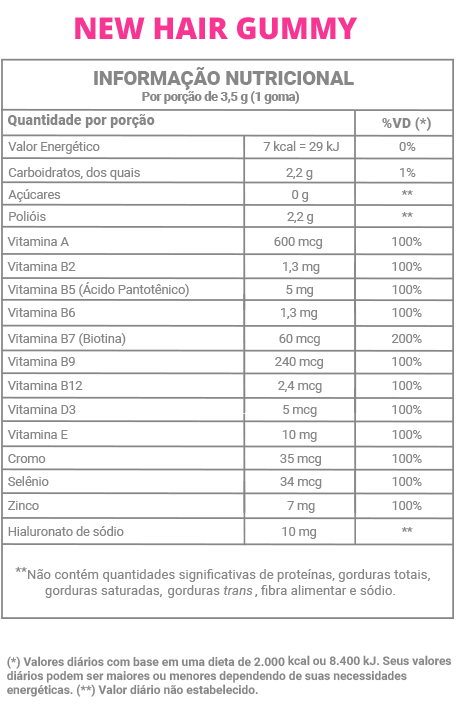 NEW HAIR GUMMY
INFORMAÇÃO NUTRICIONAL
Por porção de 3,5 g (1 goma)
Quantidade por porção %VD (*)
Valor Energético 7 kcal = 29 kJ 0%
Carboidratos, dos quais 2,2 g 1%
Açúcares 0 g **
Polióis 2,2 g **
Vitamina A 600 mcg 100%
Vitamina B2 1,3 mg 100%
Vitamina B5 (Ácido Pantotênico) 5 mg 100%
Vitamina B6 1,3 mg 100%
Vitamina B7 (Biotina) 60 mcg 200%
Vitamina B9 240 mcg 100%
Vitamina B12 2,4 mcg 100%
Vitamina D3 5 mcg 100%
Vitamina E 10 mg 100%
Cromo 35 mcg 100%
Selênio 34 mcg 100%
Zinco 7 mg 100%
Hialuronato de sódio 10 mg **
**Não contém quantidades significativas de proteínas, gorduras totais,
gorduras saturadas, gorduras trans, fibra alimentar e sódio.
(*) Valores diários com base em uma dieta de 2.000 kcal ou 8.400 kJ. Seus valores
diários podem ser maiores ou menores dependendo de suas necessidades
energéticas. (**) Valor diário não estabelecido.